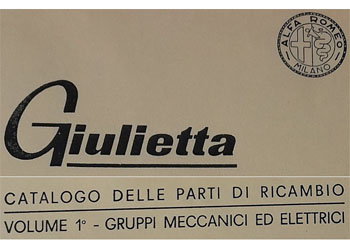 ALFA ROMEO
MILANO
Giulietta
CATALOGO DELLE PARTI DI RICAMBIO
VOLUME 1° - GRUPPI MECCANICI ED ELETTRICI